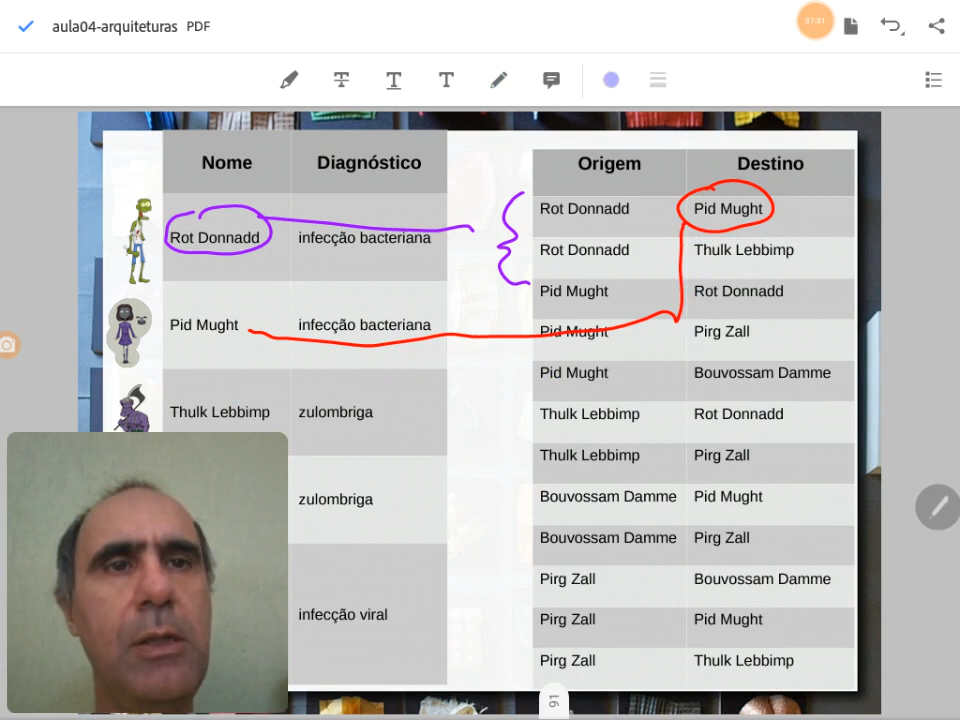 aula04-arquiteturas PDF
37:31
T T T
Nome Diagnóstico
Rot Donnadd infecção bacteriana
Pid Mught infecção bacteriana
Thulk Lebbimp zulombriga
zulombriga
infecção viral
Origem Destino
Rot Donnadd Pid Mught
Rot Donnadd Thulk Lebbimp
Pid Mught Rot Donnadd
Pid Mught Pirg Zall
Pid Mught Bouvossam Damme
Thulk Lebbimp Rot Donnadd
Thulk Lebbimp Pirg Zall
Bouvossam Damme Pid Mught
Bouvossam Damme Pirg Zall
Pirg Zall Bouvossam Damme
Pirg Zall Pid Mught
Pirg Zall Thulk Lebbimp
91